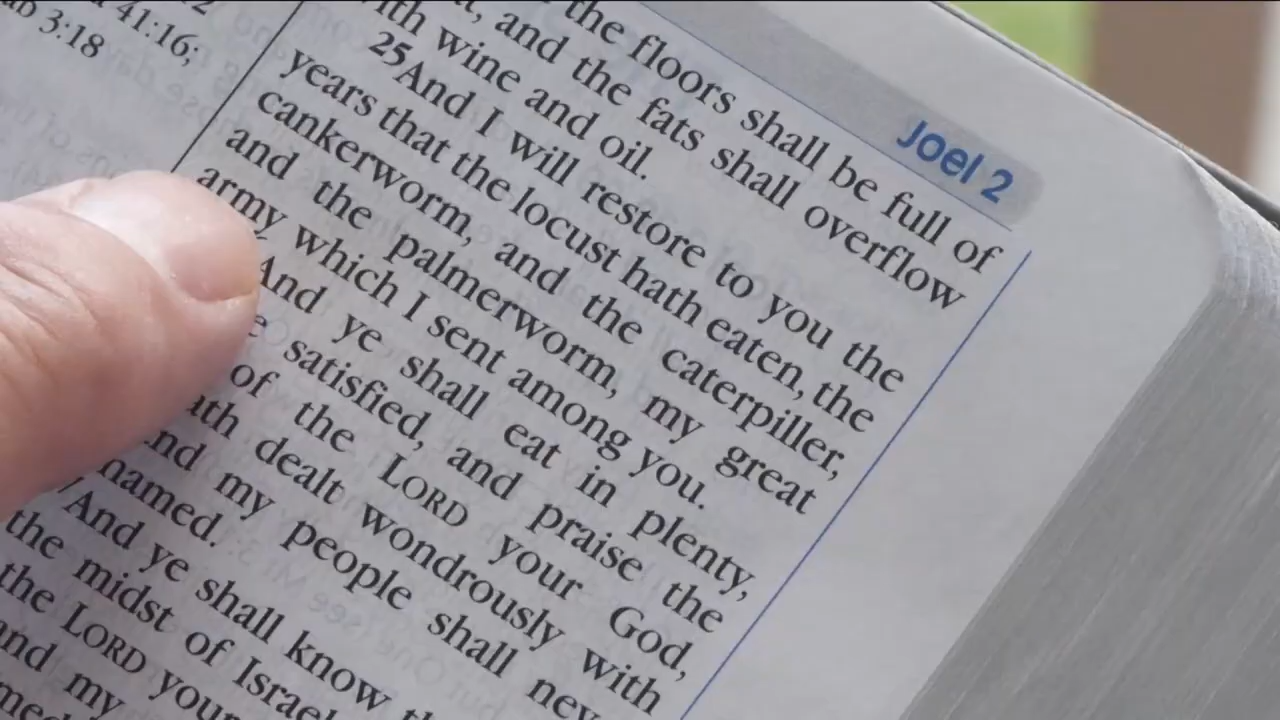 41:16;
3:18
Joel 2
the floors shall be full of
and the fats shall overflow
with wine and oil.
25 And I will restore to you the
years that the locust hath eaten, the
cankerworm, and the caterpiller,
and the palmerworm, my great
army which I sent among you.
And ye shall eat in plenty,
satisfied, and praise the
of the LORD your God,
dealt wondrously with
my people shall
named.
And ye shall know
the midst of Israel
the LORD your
and my